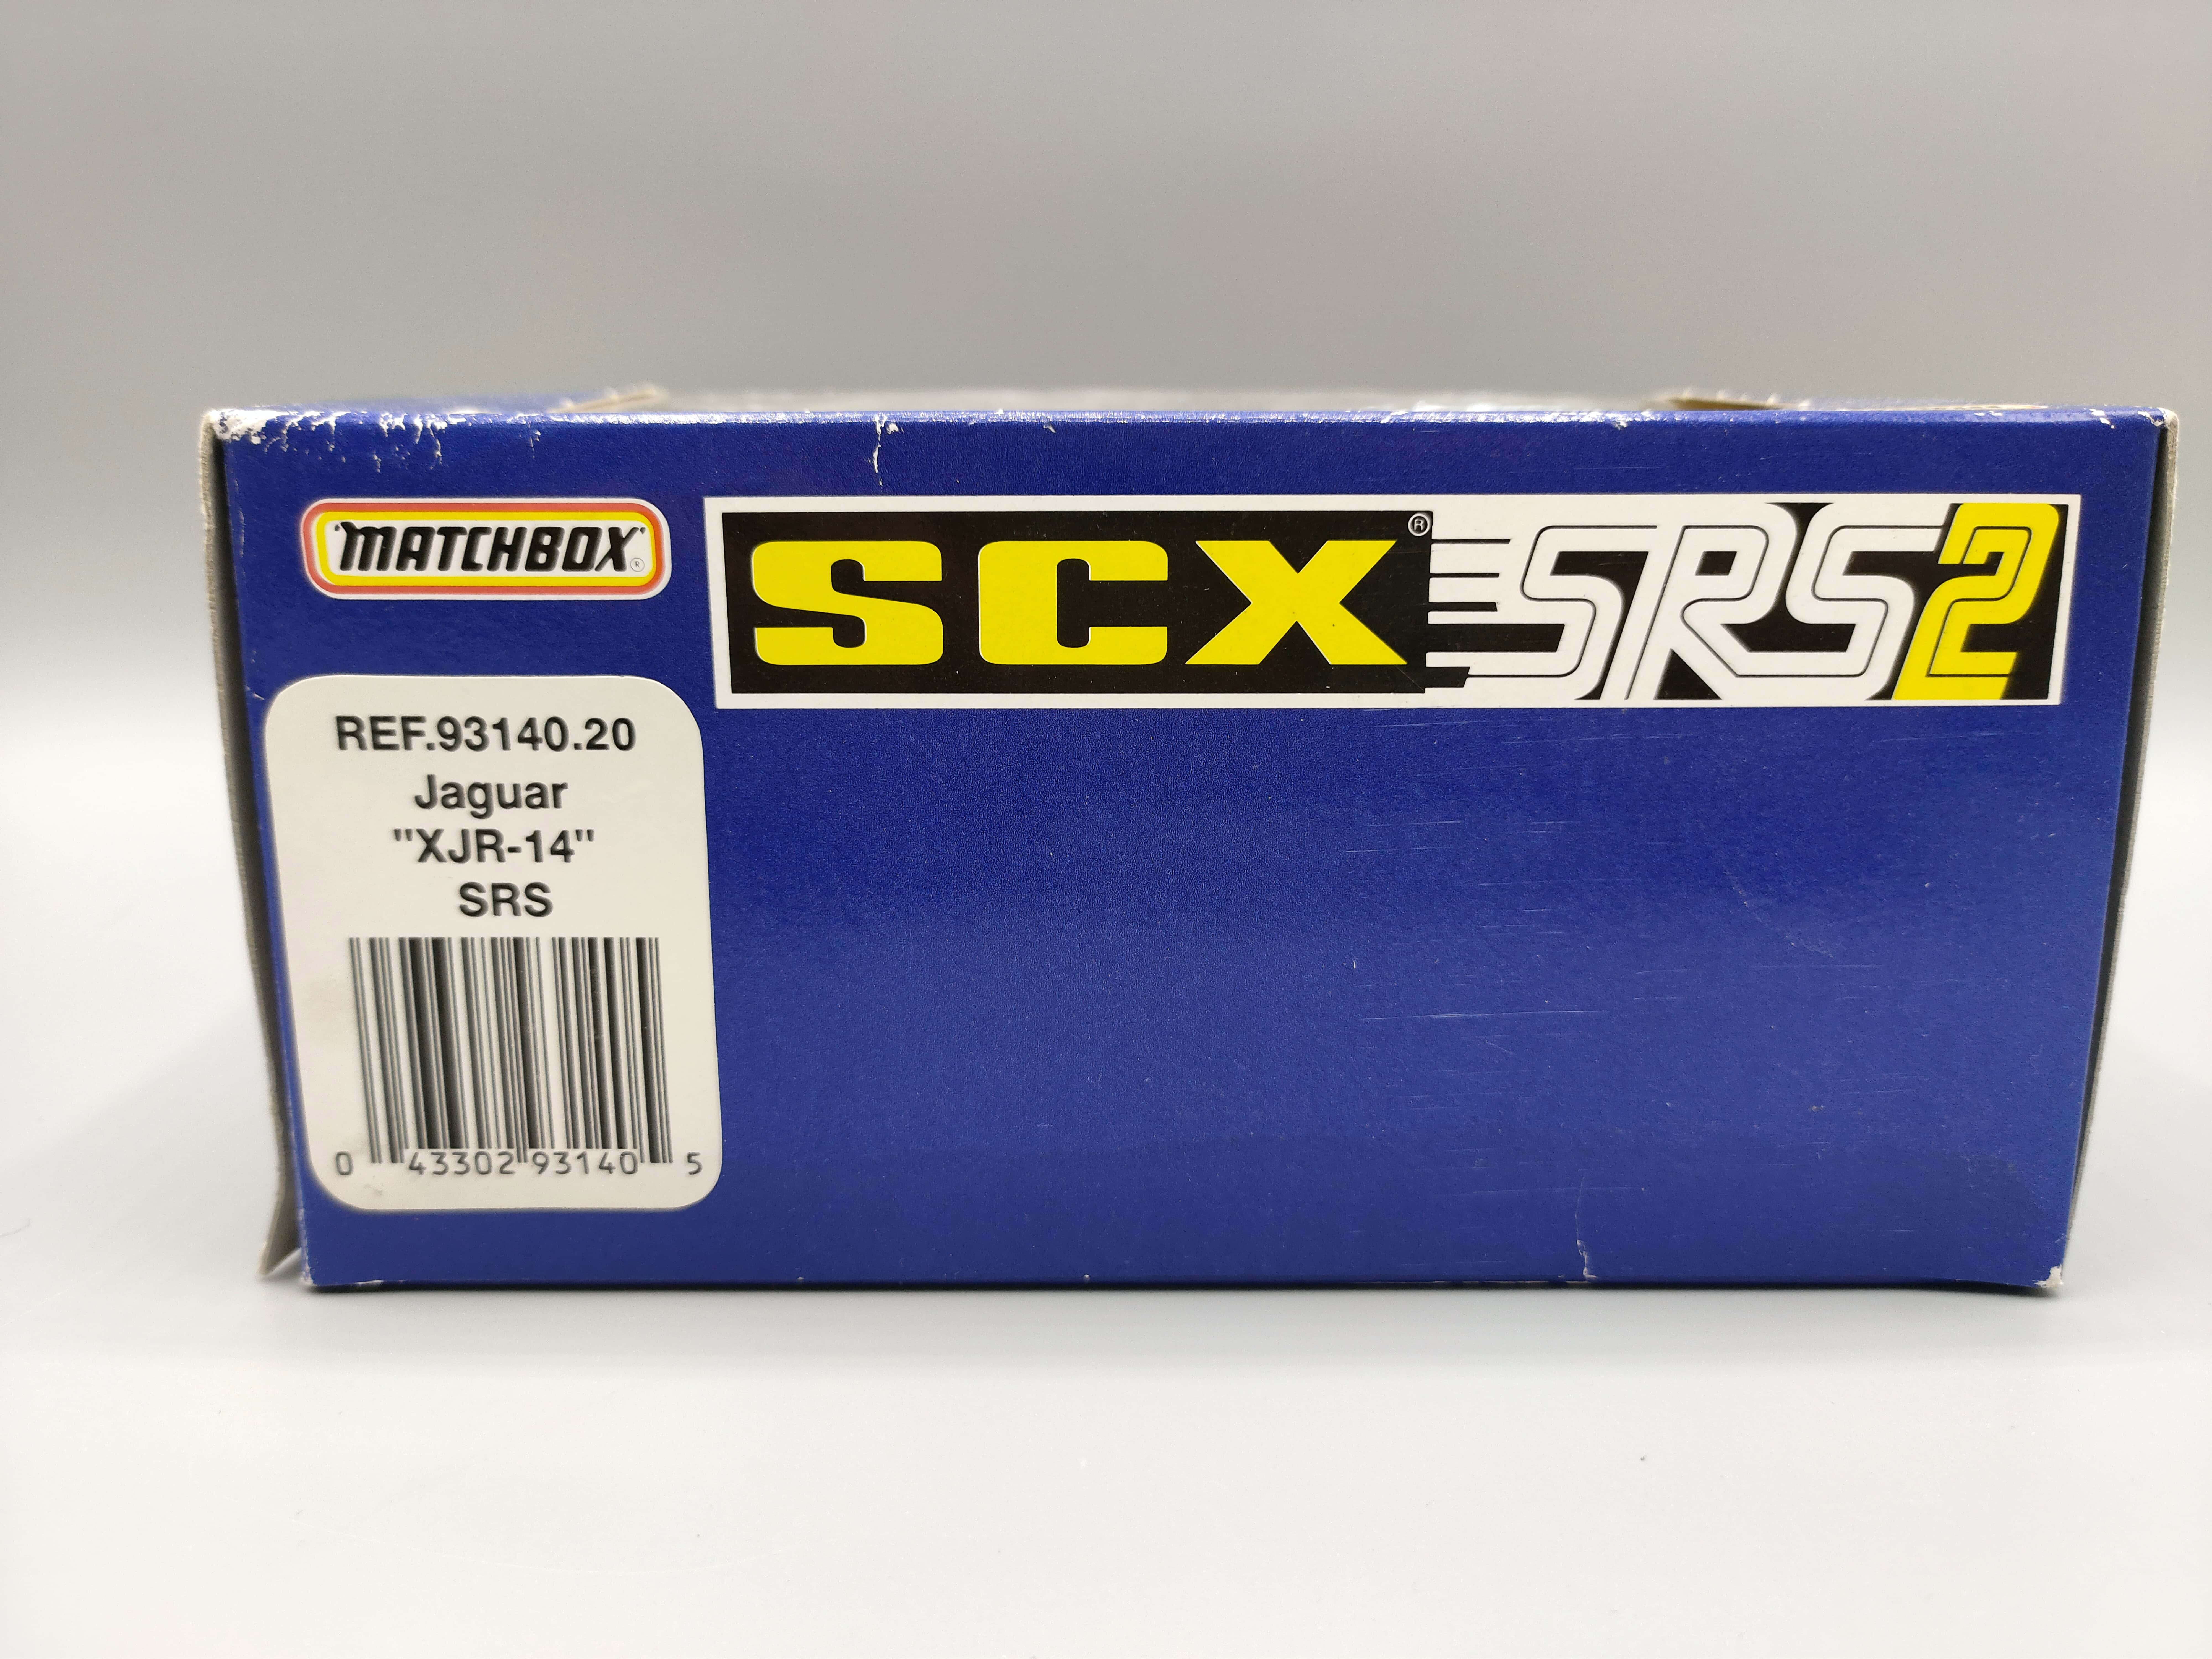 MATCHBOX®
SCX® SRS2
REF.93140.20
Jaguar
"XJR-14"
SRS
0 43302 93140 5